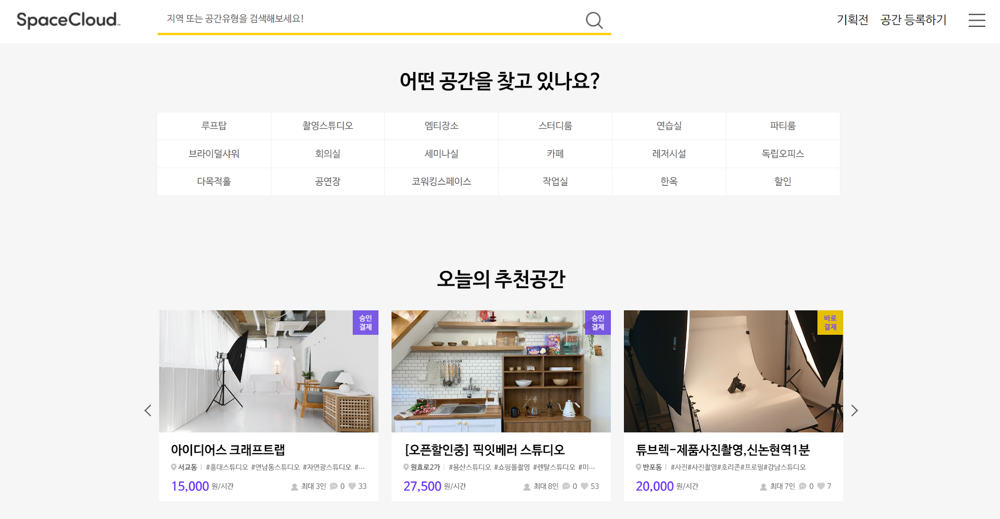 SpaceCloud™
지역 또는 공간유형을 검색해보세요!
기획전 공간 등록하기
어떤 공간을 찾고 있나요?
루프탑 촬영스튜디오 엠티장소 스터디룸 연습실 파티룸
브라이덜샤워 회의실 세미나실 카페 레저시설 독립오피스
다목적홀 공연장 코워킹스페이스 작업실 한옥 할인
오늘의 추천공간
승인
결제
아이디어스 크래프트랩
서교동 | #홍대스튜디오 #연남동스튜디오 #자연광스튜디오 #...
15,000 원/시간 최대 3인 0 33
승인
결제
[오픈할인중] 픽잇베러 스튜디오
원효로2가 | #용산스튜디오 #쇼핑몰촬영 #렌탈스튜디오 #미...
27,500 원/시간 최대 8인 0 53
바로
결제
FOMEX
튜브렉-제품사진촬영,신논현역1분
반포동 | #사진#사진촬영#호리존#프로필#강남스튜디오
20,000 원/시간 최대 7인 0 7